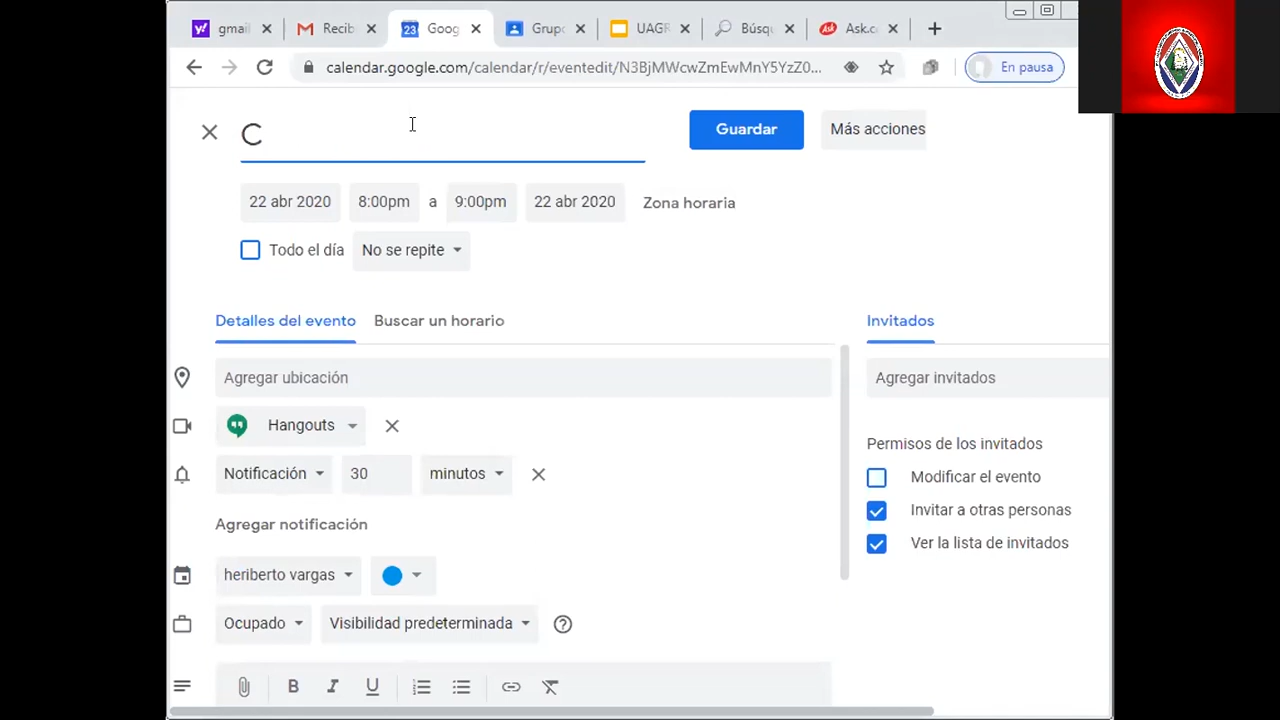 gmail
Recib
23 Goog
Grupo
UAGR
Búsqu
Ask Ask.c
calendar.google.com/calendar/r/eventedit/N3BjMWcwZmEwMnY5YzZ0...
En pausa
C
Guardar
Más acciones
22 abr 2020 8:00pm a 9:00pm 22 abr 2020 Zona horaria
Todo el día No se repite
Detalles del evento Buscar un horario
Invitados
Agregar ubicación
Agregar invitados
Hangouts
Permisos de los invitados
Notificación 30 minutos
Modificar el evento
Invitar a otras personas
Agregar notificación
Ver la lista de invitados
heriberto vargas
Ocupado Visibilidad predeterminada ?
B I U